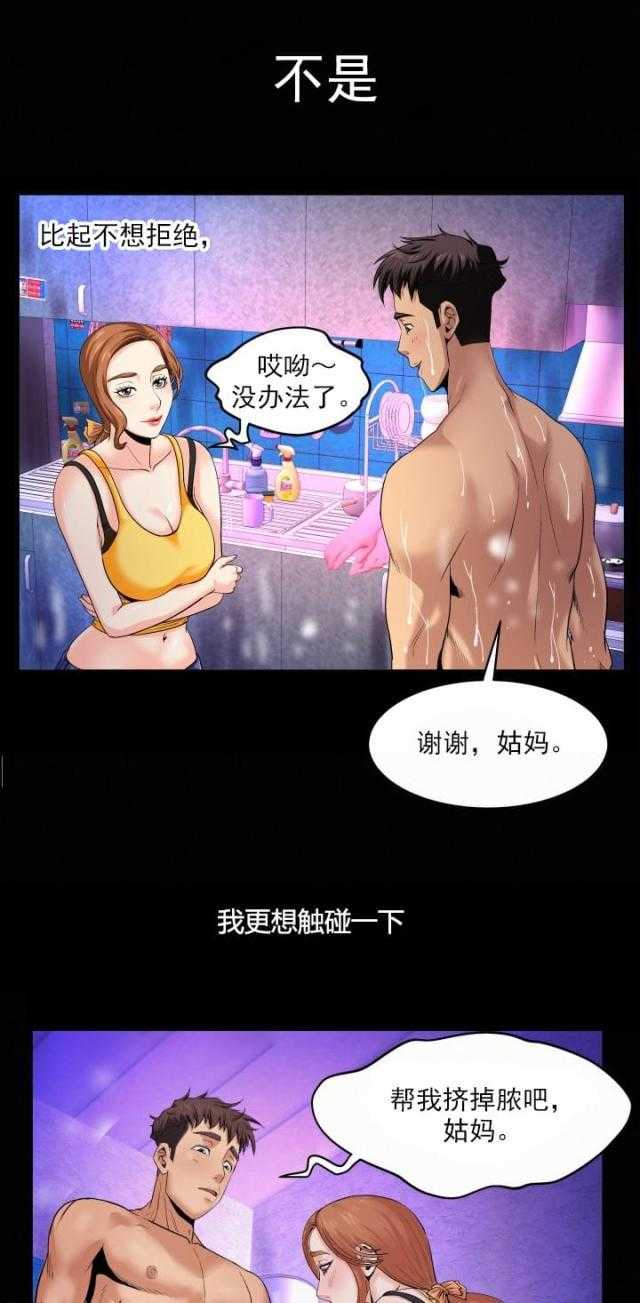 不是
比起不想拒绝，
哎呦～
没办法了。
谢谢，姑妈。
我更想触碰一下
帮我挤掉脓吧，
姑妈。